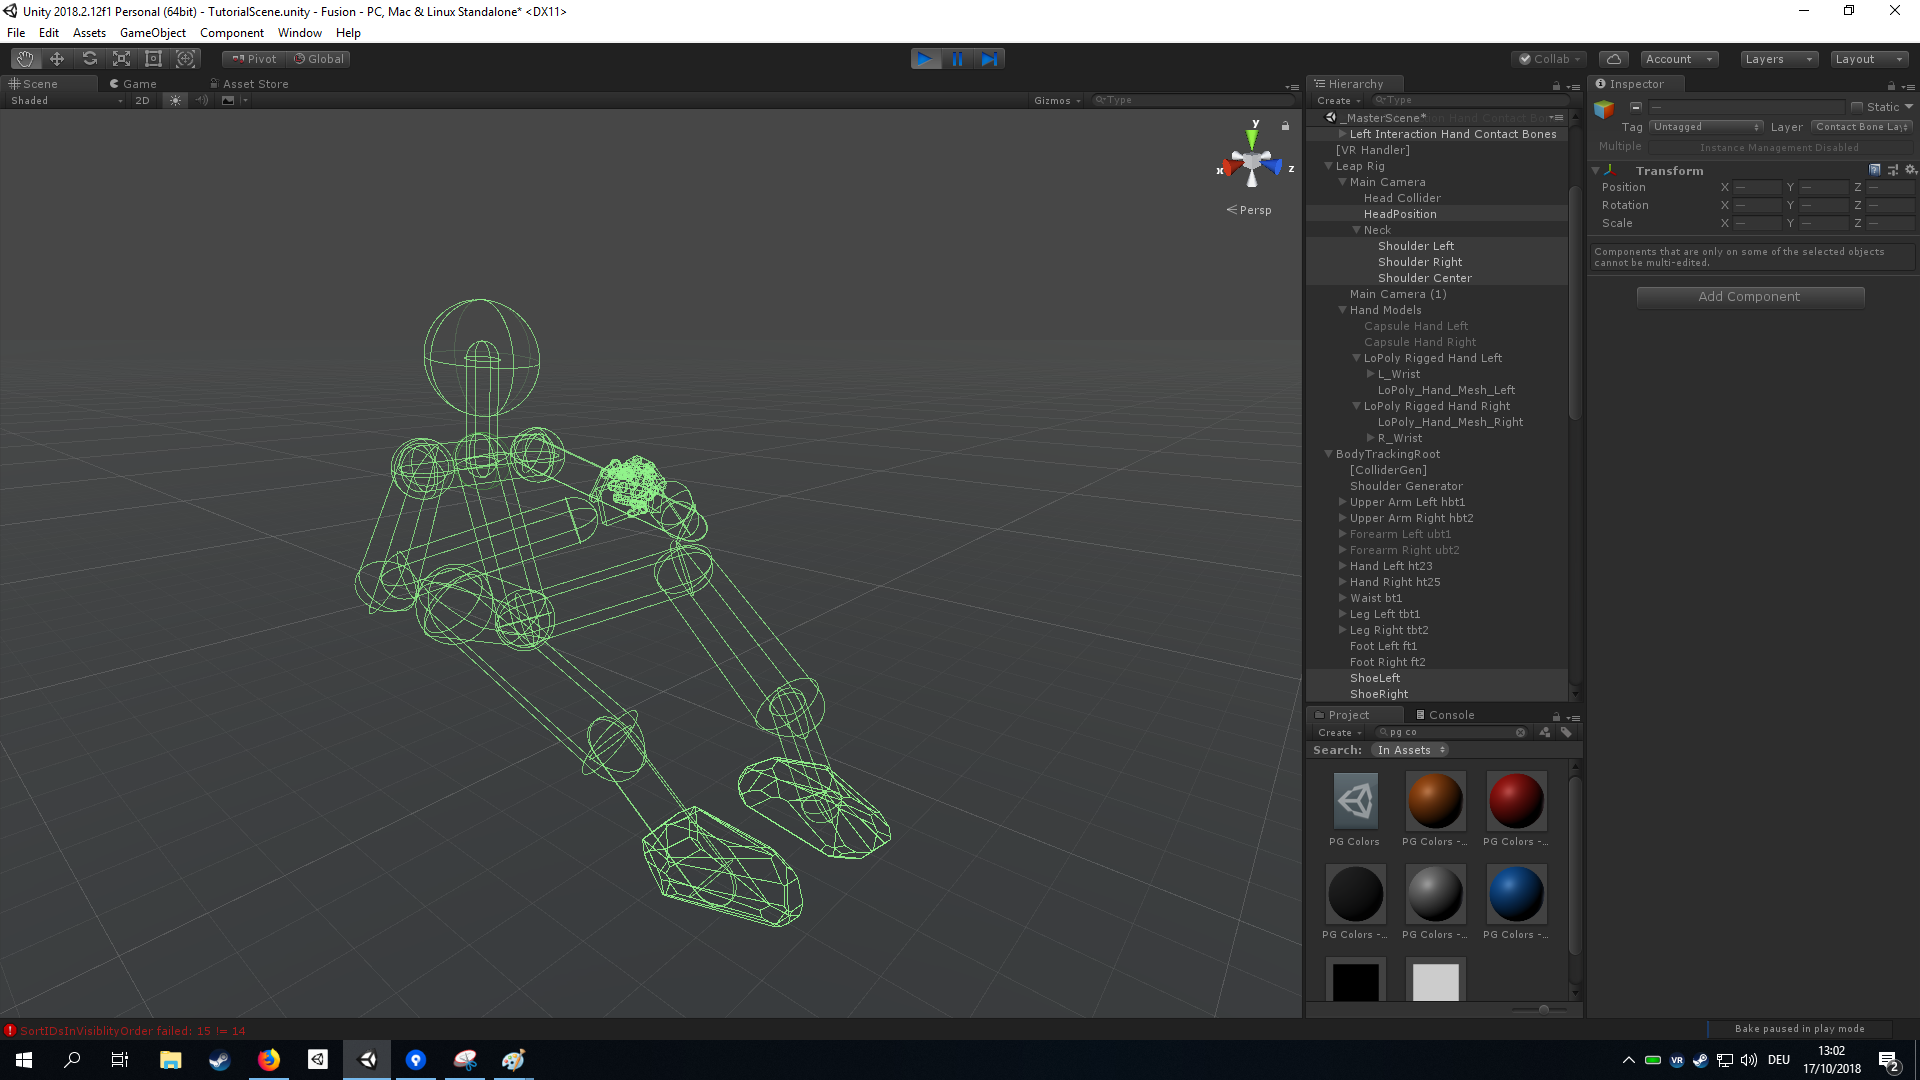 Unity 2018.2.12f1 Personal (64bit) - TutorialScene.unity - Fusion - PC, Mac & Linux Standalone* <DX11>
File Edit Assets GameObject Component Window Help
Pivot Global Collab Account Layers Layout
Scene Game Asset Store
Shaded 2D Gizmos Type
y
x
z
Persp
Hierarchy
Create Type
_MasterScene*
Left Interaction Hand Contact Bones
[VR Handler]
Leap Rig
Main Camera
Head Collider
HeadPosition
Neck
Shoulder Left
Shoulder Right
Shoulder Center
Main Camera (1)
Hand Models
Capsule Hand Left
Capsule Hand Right
LoPoly Rigged Hand Left
L_Wrist
LoPoly_Hand_Mesh_Left
LoPoly Rigged Hand Right
LoPoly_Hand_Mesh_Right
R_Wrist
BodyTrackingRoot
[ColliderGen]
Shoulder Generator
Upper Arm Left hbt1
Upper Arm Right hbt2
Forearm Left ubt1
Forearm Right ubt2
Hand Left ht23
Hand Right ht25
Waist bt1
Leg Left tbt1
Leg Right tbt2
Foot Left ft1
Foot Right ft2
ShoeLeft
ShoeRight
Project Console
Create pg co
Search: In Assets
PG Colors PG Colors -... PG Colors -...
PG Colors -... PG Colors -... PG Colors -...
Inspector
— Static
Tag Untagged Layer Contact Bone Lay
Multiple Instance Management Disabled
Transform
Position X — Y — Z —
Rotation X — Y — Z —
Scale X — Y — Z —
Components that are only on some of the selected objects
cannot be multi-edited.
Add Component
SortIDsInVisiblityOrder failed: 15 != 14
Bake paused in play mode
VR DEU 13:02
17/10/2018
2